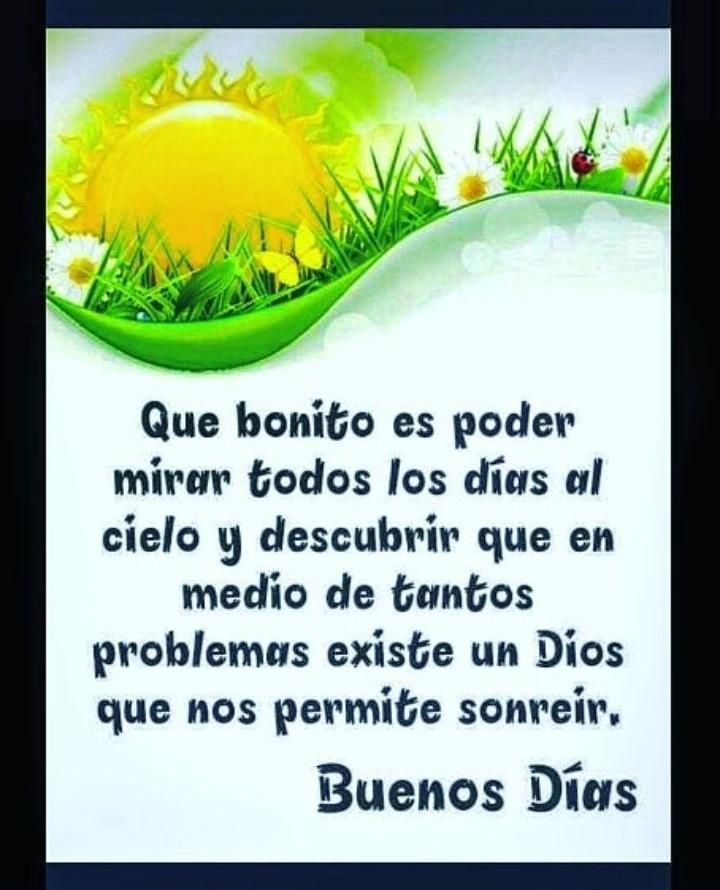 Que bonito es poder
mirar todos los días al
cielo y descubrir que en
medio de tantos
problemas existe un Dios
que nos permite sonreir.
Buenos Días